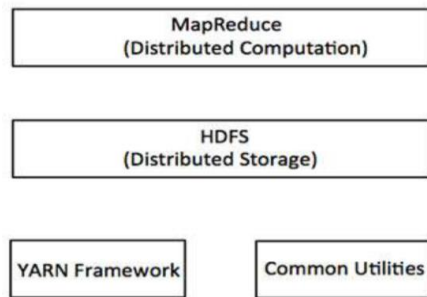 MapReduce
(Distributed Computation)
HDFS
(Distributed Storage)
YARN Framework
Common Utilities